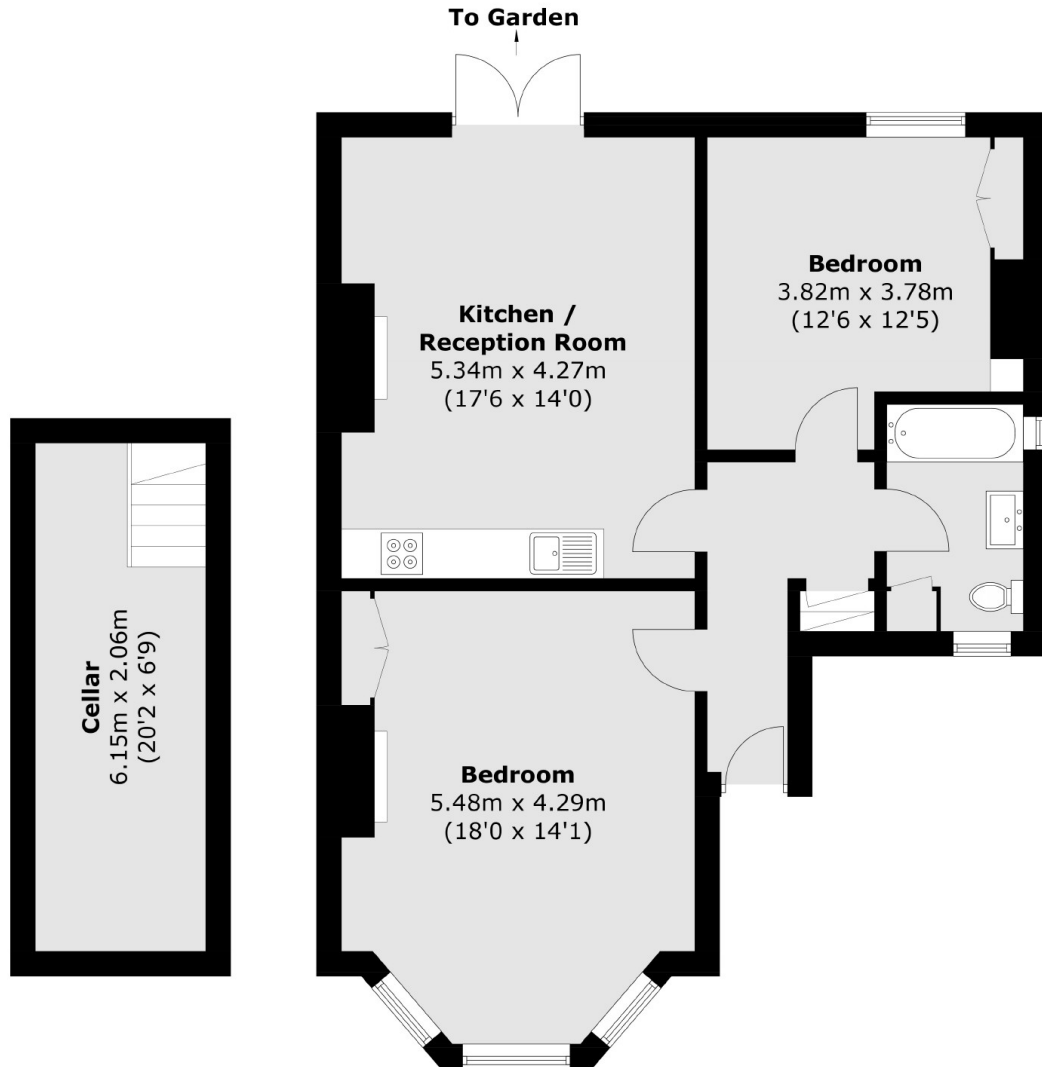 To Garden
Kitchen /
Reception Room
5.34m x 4.27m
(17'6 x 14'0)
Bedroom
3.82m x 3.78m
(12'6 x 12'5)
Cellar
6.15m x 2.06m
(20'2 x 6'9)
Bedroom
5.48m x 4.29m
(18'0 x 14'1)